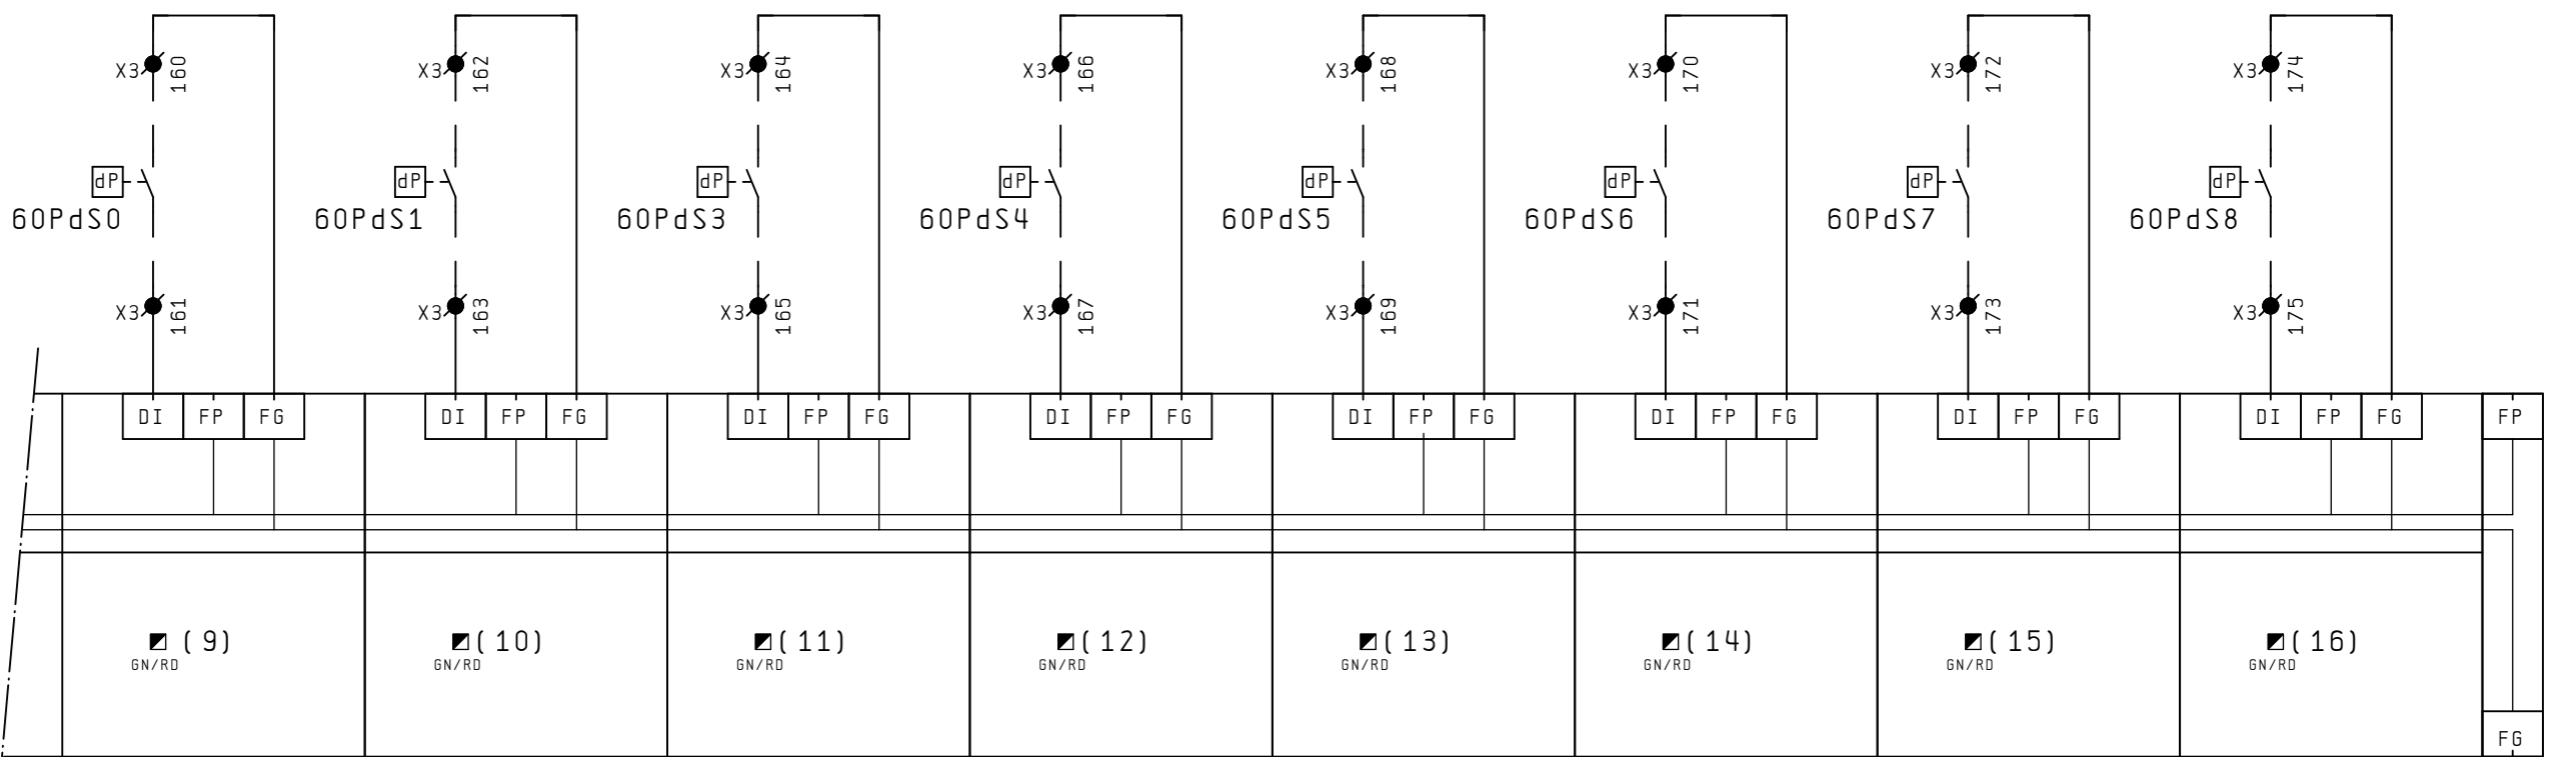 X3 160 X3 162 X3 164 X3 166 X3 168 X3 170 X3 172 X3 174
dP dP dP dP dP dP dP dP
60PdS0 60PdS1 60PdS3 60PdS4 60PdS5 60PdS6 60PdS7 60PdS8
X3 161 X3 163 X3 165 X3 167 X3 169 X3 171 X3 173 X3 175
DI FP FG DI FP FG DI FP FG DI FP FG DI FP FG DI FP FG DI FP FG DI FP FG FP
(9) (10) (11) (12) (13) (14) (15) (16)
GN/RD GN/RD GN/RD GN/RD GN/RD GN/RD GN/RD GN/RD
FG